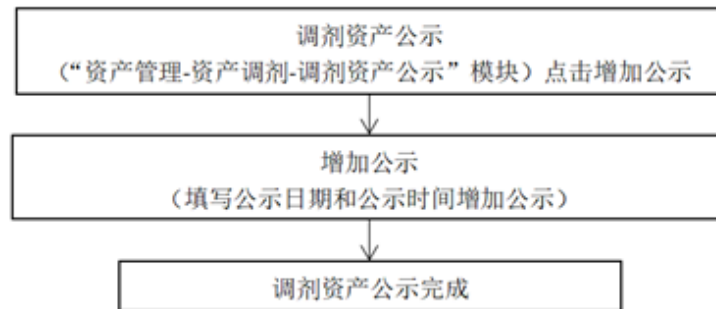 调剂资产公示
（“资产管理-资产调剂-调剂资产公示”模块）点击增加公示
增加公示
（填写公示日期和公示时间增加公示）
调剂资产公示完成